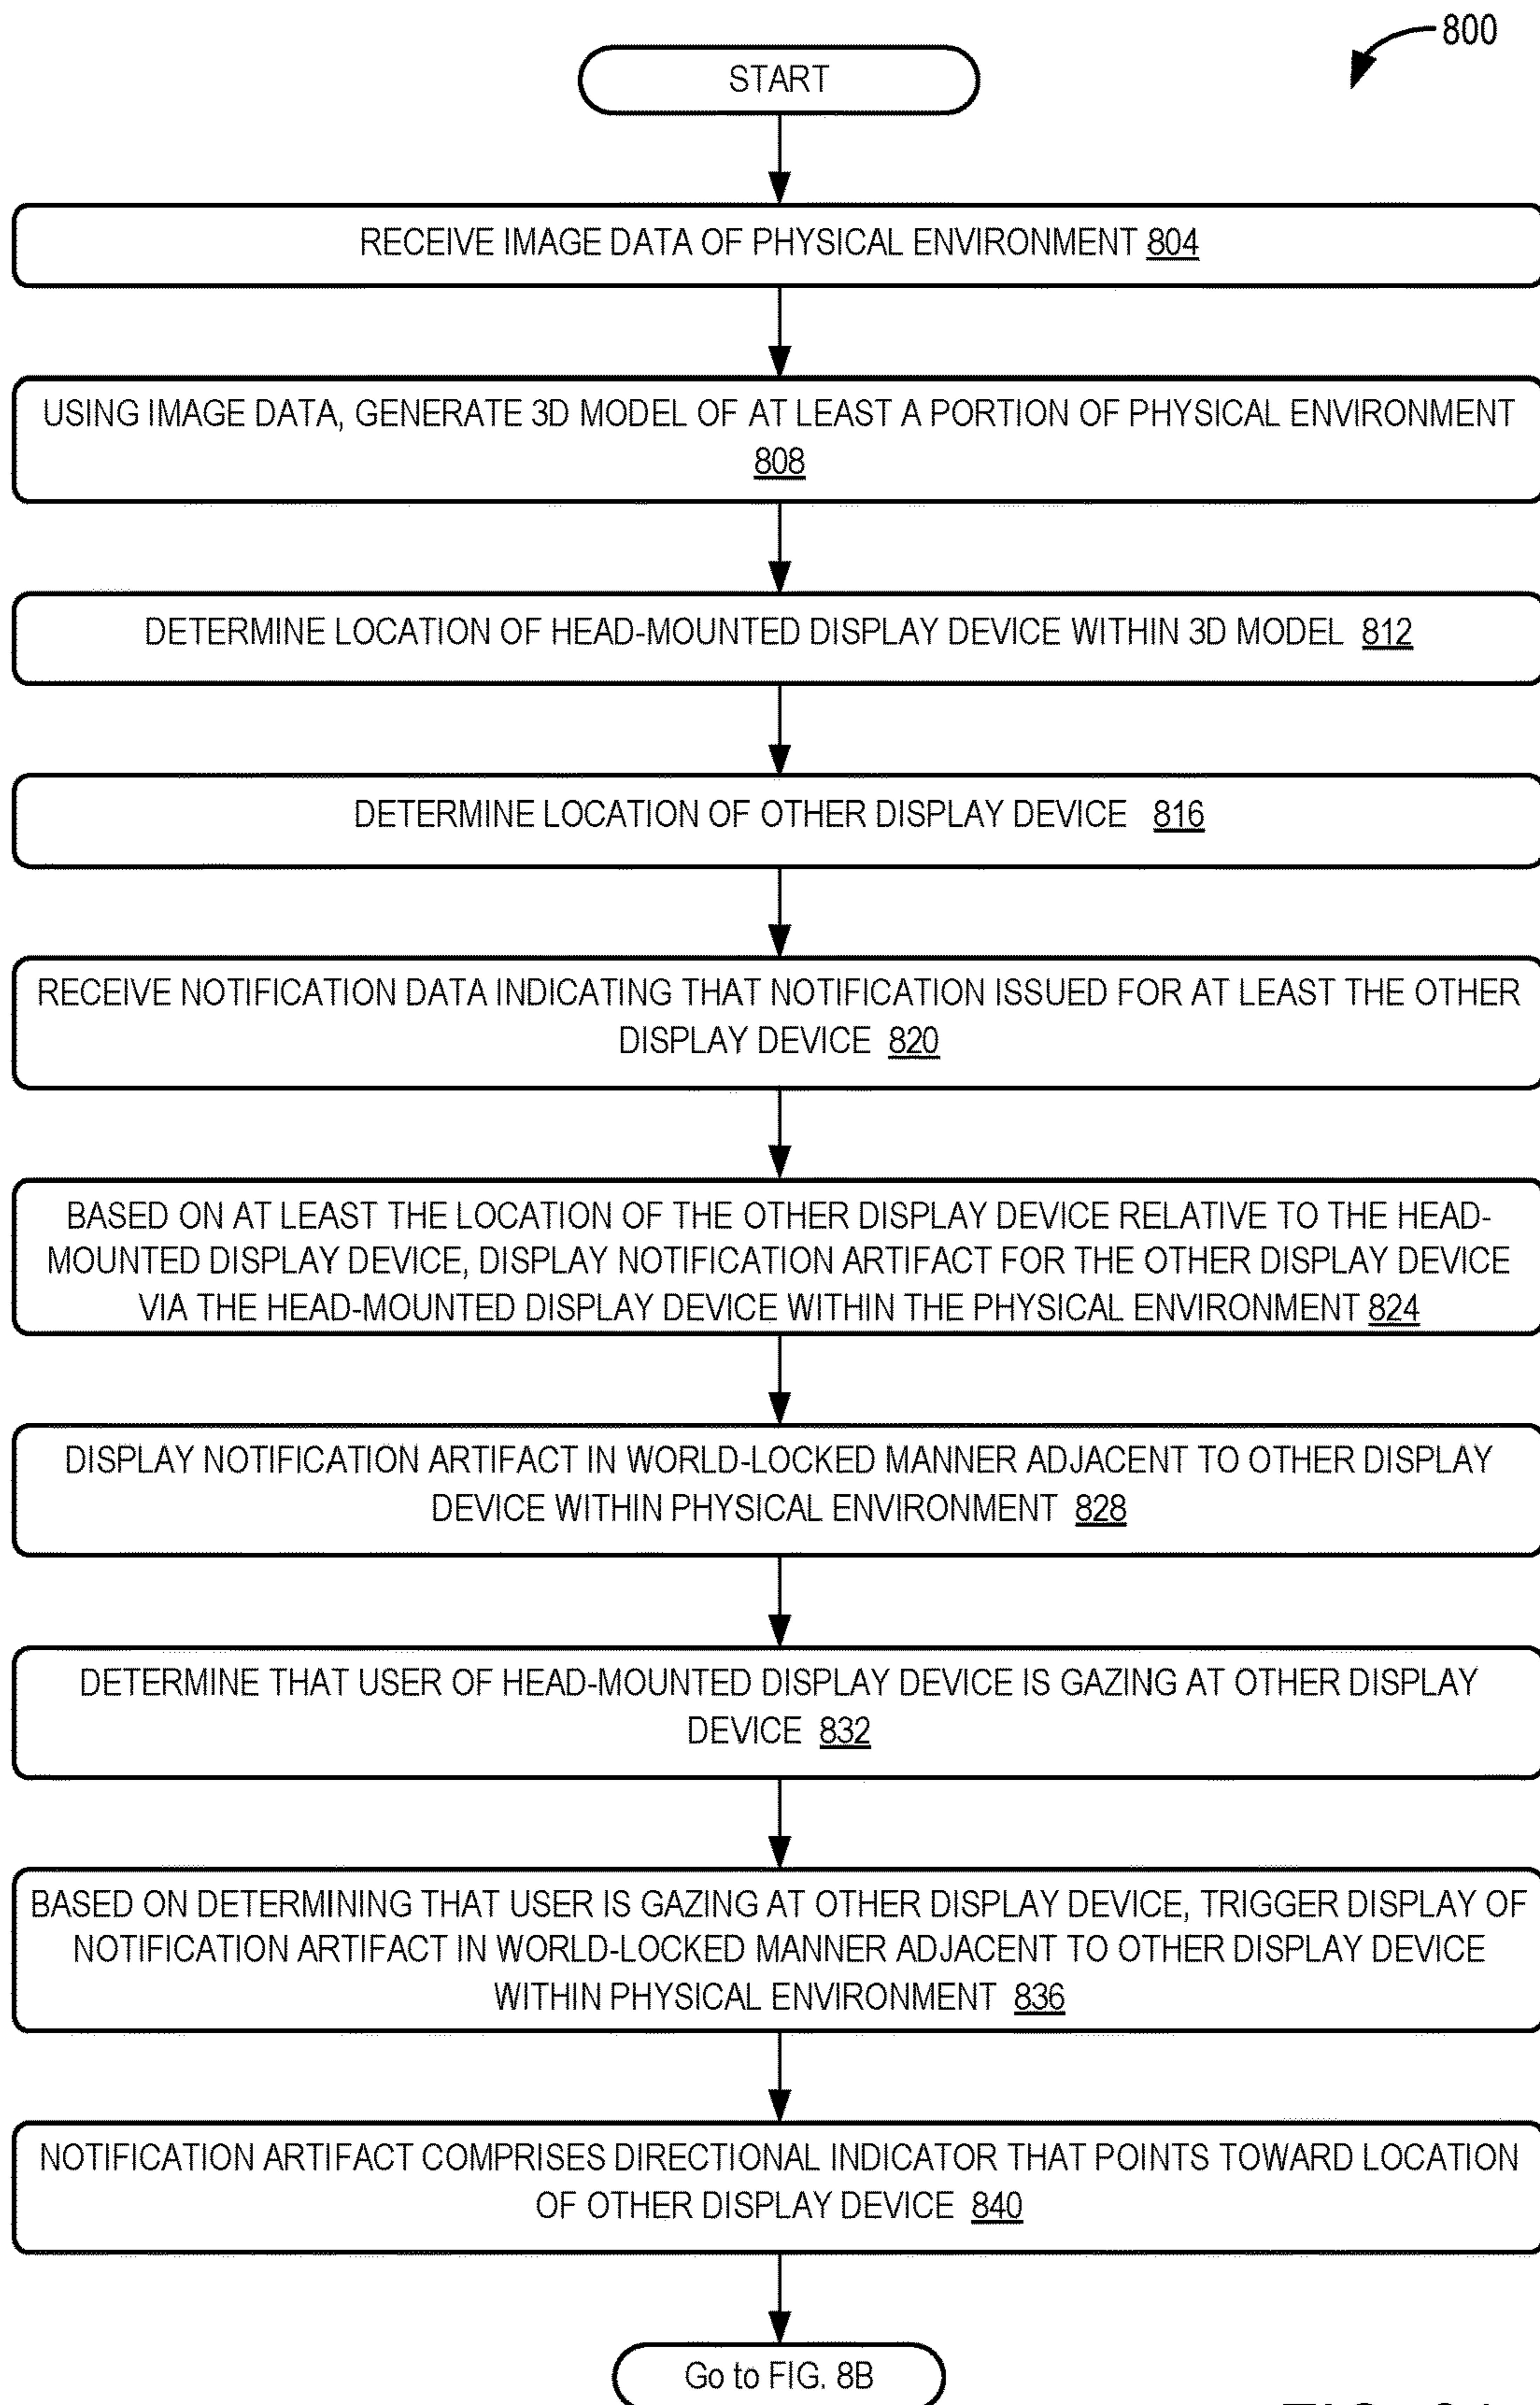 800
START
RECEIVE IMAGE DATA OF PHYSICAL ENVIRONMENT 804
USING IMAGE DATA, GENERATE 3D MODEL OF AT LEAST A PORTION OF PHYSICAL ENVIRONMENT
808
DETERMINE LOCATION OF HEAD-MOUNTED DISPLAY DEVICE WITHIN 3D MODEL 812
DETERMINE LOCATION OF OTHER DISPLAY DEVICE 816
RECEIVE NOTIFICATION DATA INDICATING THAT NOTIFICATION ISSUED FOR AT LEAST THE OTHER
DISPLAY DEVICE 820
BASED ON AT LEAST THE LOCATION OF THE OTHER DISPLAY DEVICE RELATIVE TO THE HEAD-
MOUNTED DISPLAY DEVICE, DISPLAY NOTIFICATION ARTIFACT FOR THE OTHER DISPLAY DEVICE
VIA THE HEAD-MOUNTED DISPLAY DEVICE WITHIN THE PHYSICAL ENVIRONMENT 824
DISPLAY NOTIFICATION ARTIFACT IN WORLD-LOCKED MANNER ADJACENT TO OTHER DISPLAY
DEVICE WITHIN PHYSICAL ENVIRONMENT 828
DETERMINE THAT USER OF HEAD-MOUNTED DISPLAY DEVICE IS GAZING AT OTHER DISPLAY
DEVICE 832
BASED ON DETERMINING THAT USER IS GAZING AT OTHER DISPLAY DEVICE, TRIGGER DISPLAY OF
NOTIFICATION ARTIFACT IN WORLD-LOCKED MANNER ADJACENT TO OTHER DISPLAY DEVICE
WITHIN PHYSICAL ENVIRONMENT 836
NOTIFICATION ARTIFACT COMPRISES DIRECTIONAL INDICATOR THAT POINTS TOWARD LOCATION
OF OTHER DISPLAY DEVICE 840
Go to FIG. 8B